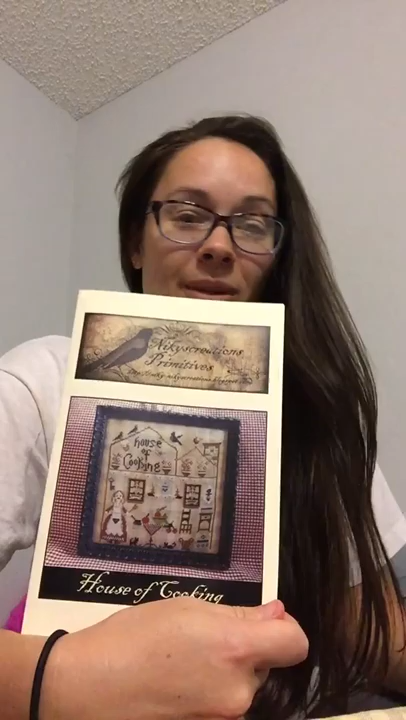 Nikyscreations
Primitives
house
of
Cooking
House of Cooking